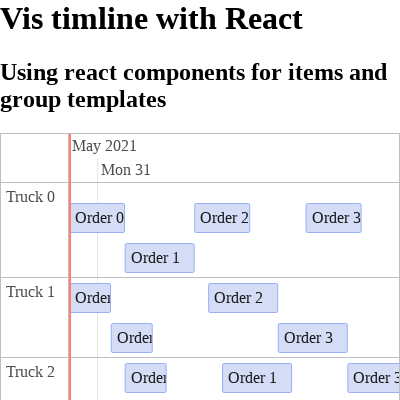 Vis timline with React
Using react components for items and
group templates
May 2021
Mon 31
Truck 0
Order 0
Order 2
Order 3
Order 1
Truck 1
Order
Order 2
Order
Order 3
Truck 2
Order
Order 1
Order 3